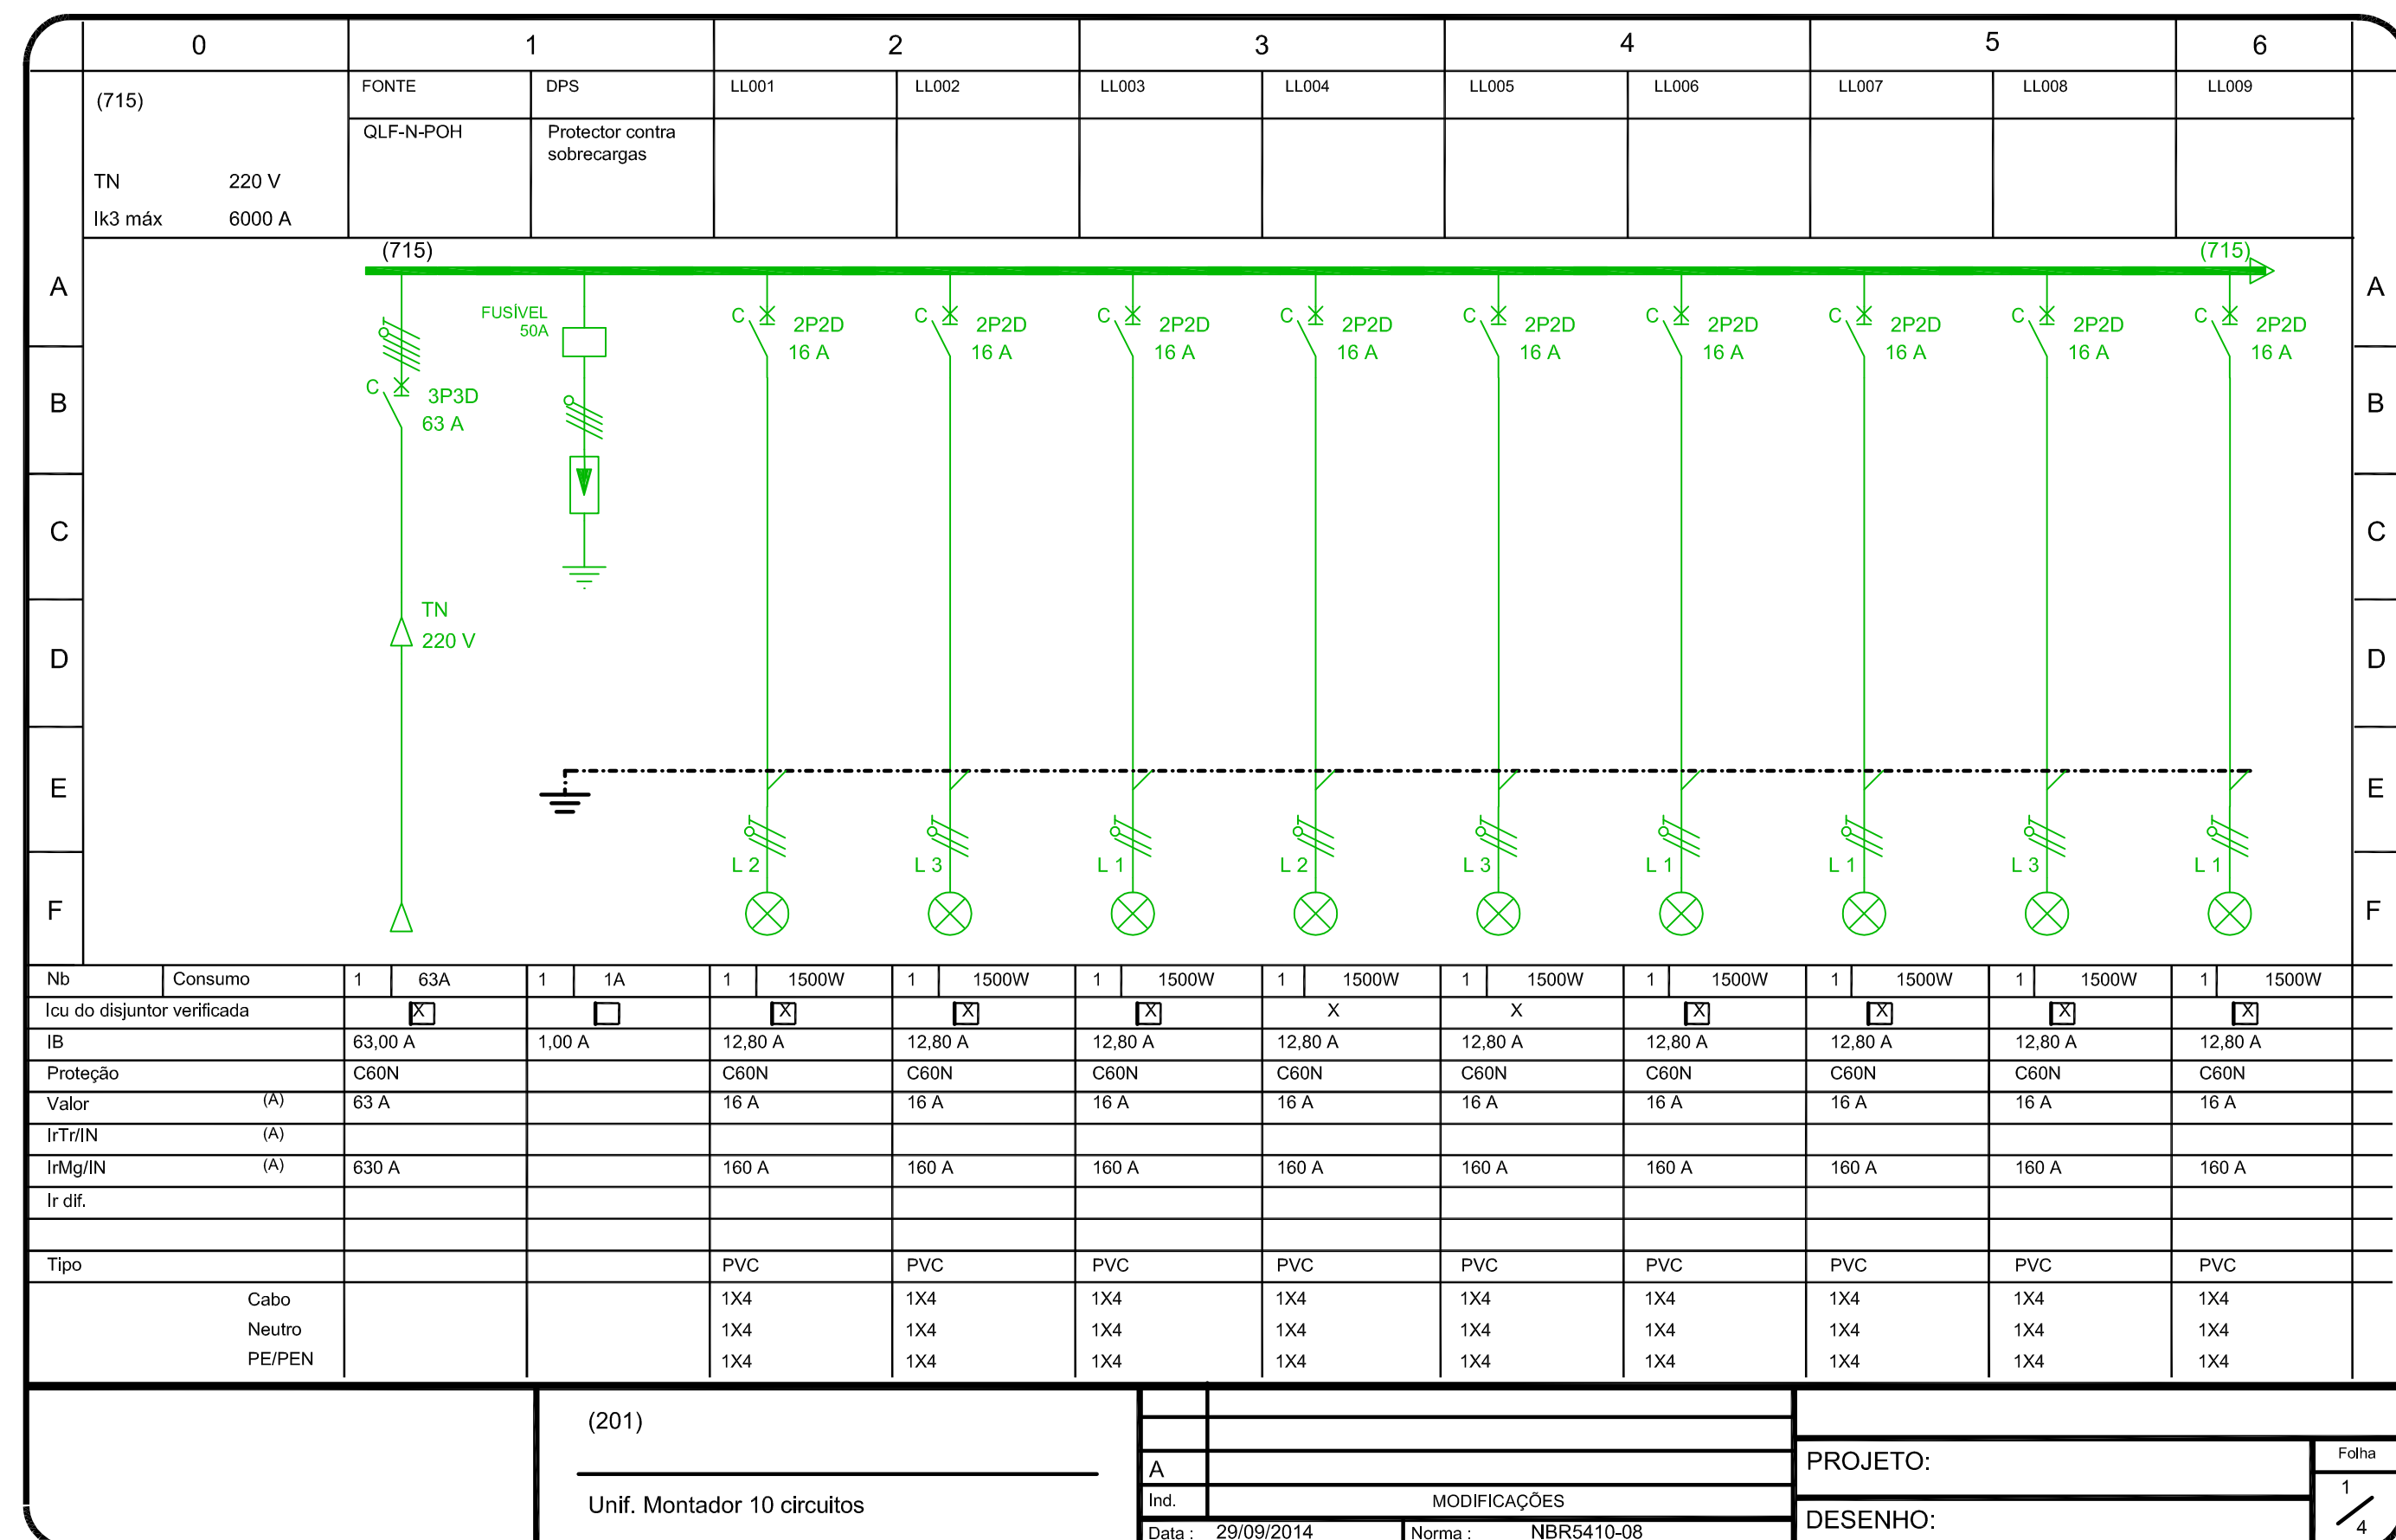 0 1 2 3 4 5 6
(715) FONTE DPS LL001 LL002 LL003 LL004 LL005 LL006 LL007 LL008 LL009
QLF-N-POH Protector contra
sobrecargas
TN 220 V
Ik3 máx 6000 A
(715) (715)
A A
FUSÍVEL
50A
C C C C C C C C C
2P2D 2P2D 2P2D 2P2D 2P2D 2P2D 2P2D 2P2D 2P2D
16 A 16 A 16 A 16 A 16 A 16 A 16 A 16 A 16 A
B C 3P3D B
63 A
C C
TN
220 V
D D
E E
L 2 L 3 L 1 L 2 L 3 L 1 L 1 L 3 L 1
F F
Nb Consumo 1 63A 1 1A 1 1500W 1 1500W 1 1500W 1 1500W 1 1500W 1 1500W 1 1500W 1 1500W 1 1500W
Icu do disjuntor verificada X X X X X X X X X X
IB 63,00 A 1,00 A 12,80 A 12,80 A 12,80 A 12,80 A 12,80 A 12,80 A 12,80 A 12,80 A 12,80 A
Proteção C60N C60N C60N C60N C60N C60N C60N C60N C60N C60N
Valor (A) 63 A 16 A 16 A 16 A 16 A 16 A 16 A 16 A 16 A 16 A
IrTr/IN (A)
IrMg/IN (A) 630 A 160 A 160 A 160 A 160 A 160 A 160 A 160 A 160 A 160 A
Ir dif.
Tipo PVC PVC PVC PVC PVC PVC PVC PVC PVC
Cabo 1X4 1X4 1X4 1X4 1X4 1X4 1X4 1X4 1X4
Neutro 1X4 1X4 1X4 1X4 1X4 1X4 1X4 1X4 1X4
PE/PEN 1X4 1X4 1X4 1X4 1X4 1X4 1X4 1X4 1X4
(201)
Unif. Montador 10 circuitos
A
Ind. MODIFICAÇÕES
Data : 29/09/2014 Norma : NBR5410-08
PROJETO:
DESENHO:
Folha
1
4